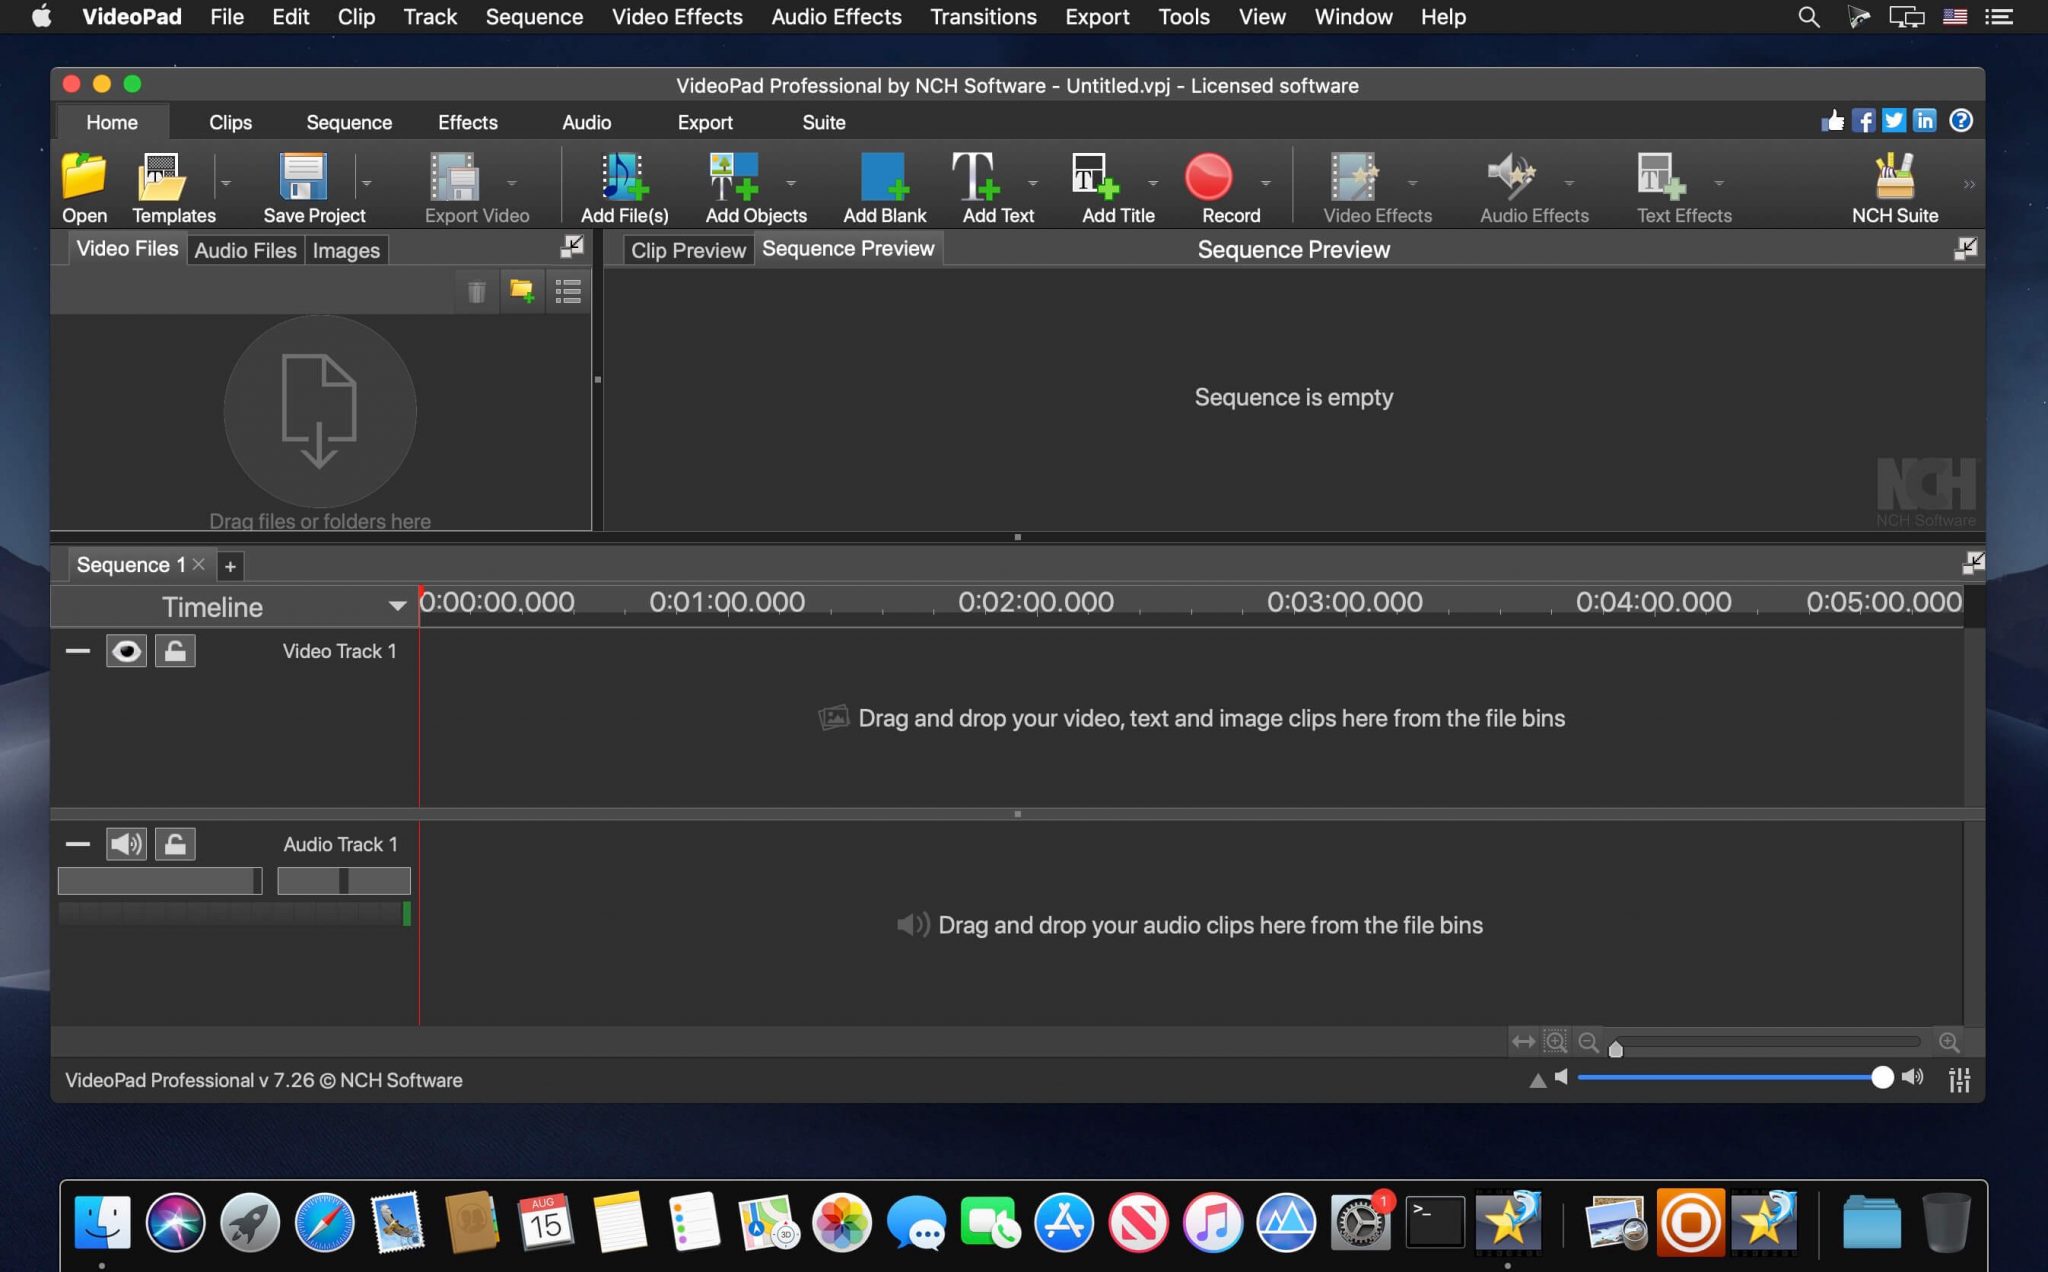 VideoPad File Edit Clip Track Sequence Video Effects Audio Effects Transitions Export Tools View Window Help
VideoPad Professional by NCH Software - Untitled.vpj - Licensed software
Home Clips Sequence Effects Audio Export Suite
Open Templates Save Project Export Video Add File(s) Add Objects Add Blank Add Text Add Title Record Video Effects Audio Effects Text Effects NCH Suite
Video Files Audio Files Images
Clip Preview Sequence Preview Sequence Preview
Sequence is empty
Drag files or folders here
NCH
NCH Software
Sequence 1
Timeline 0:00:00.000 0:01:00.000 0:02:00.000 0:03:00.000 0:04:00.000 0:05:00.000
Video Track 1
Drag and drop your video, text and image clips here from the file bins
Audio Track 1
Drag and drop your audio clips here from the file bins
VideoPad Professional v 7.26 © NCH Software
AUG
15
3D
1
>_